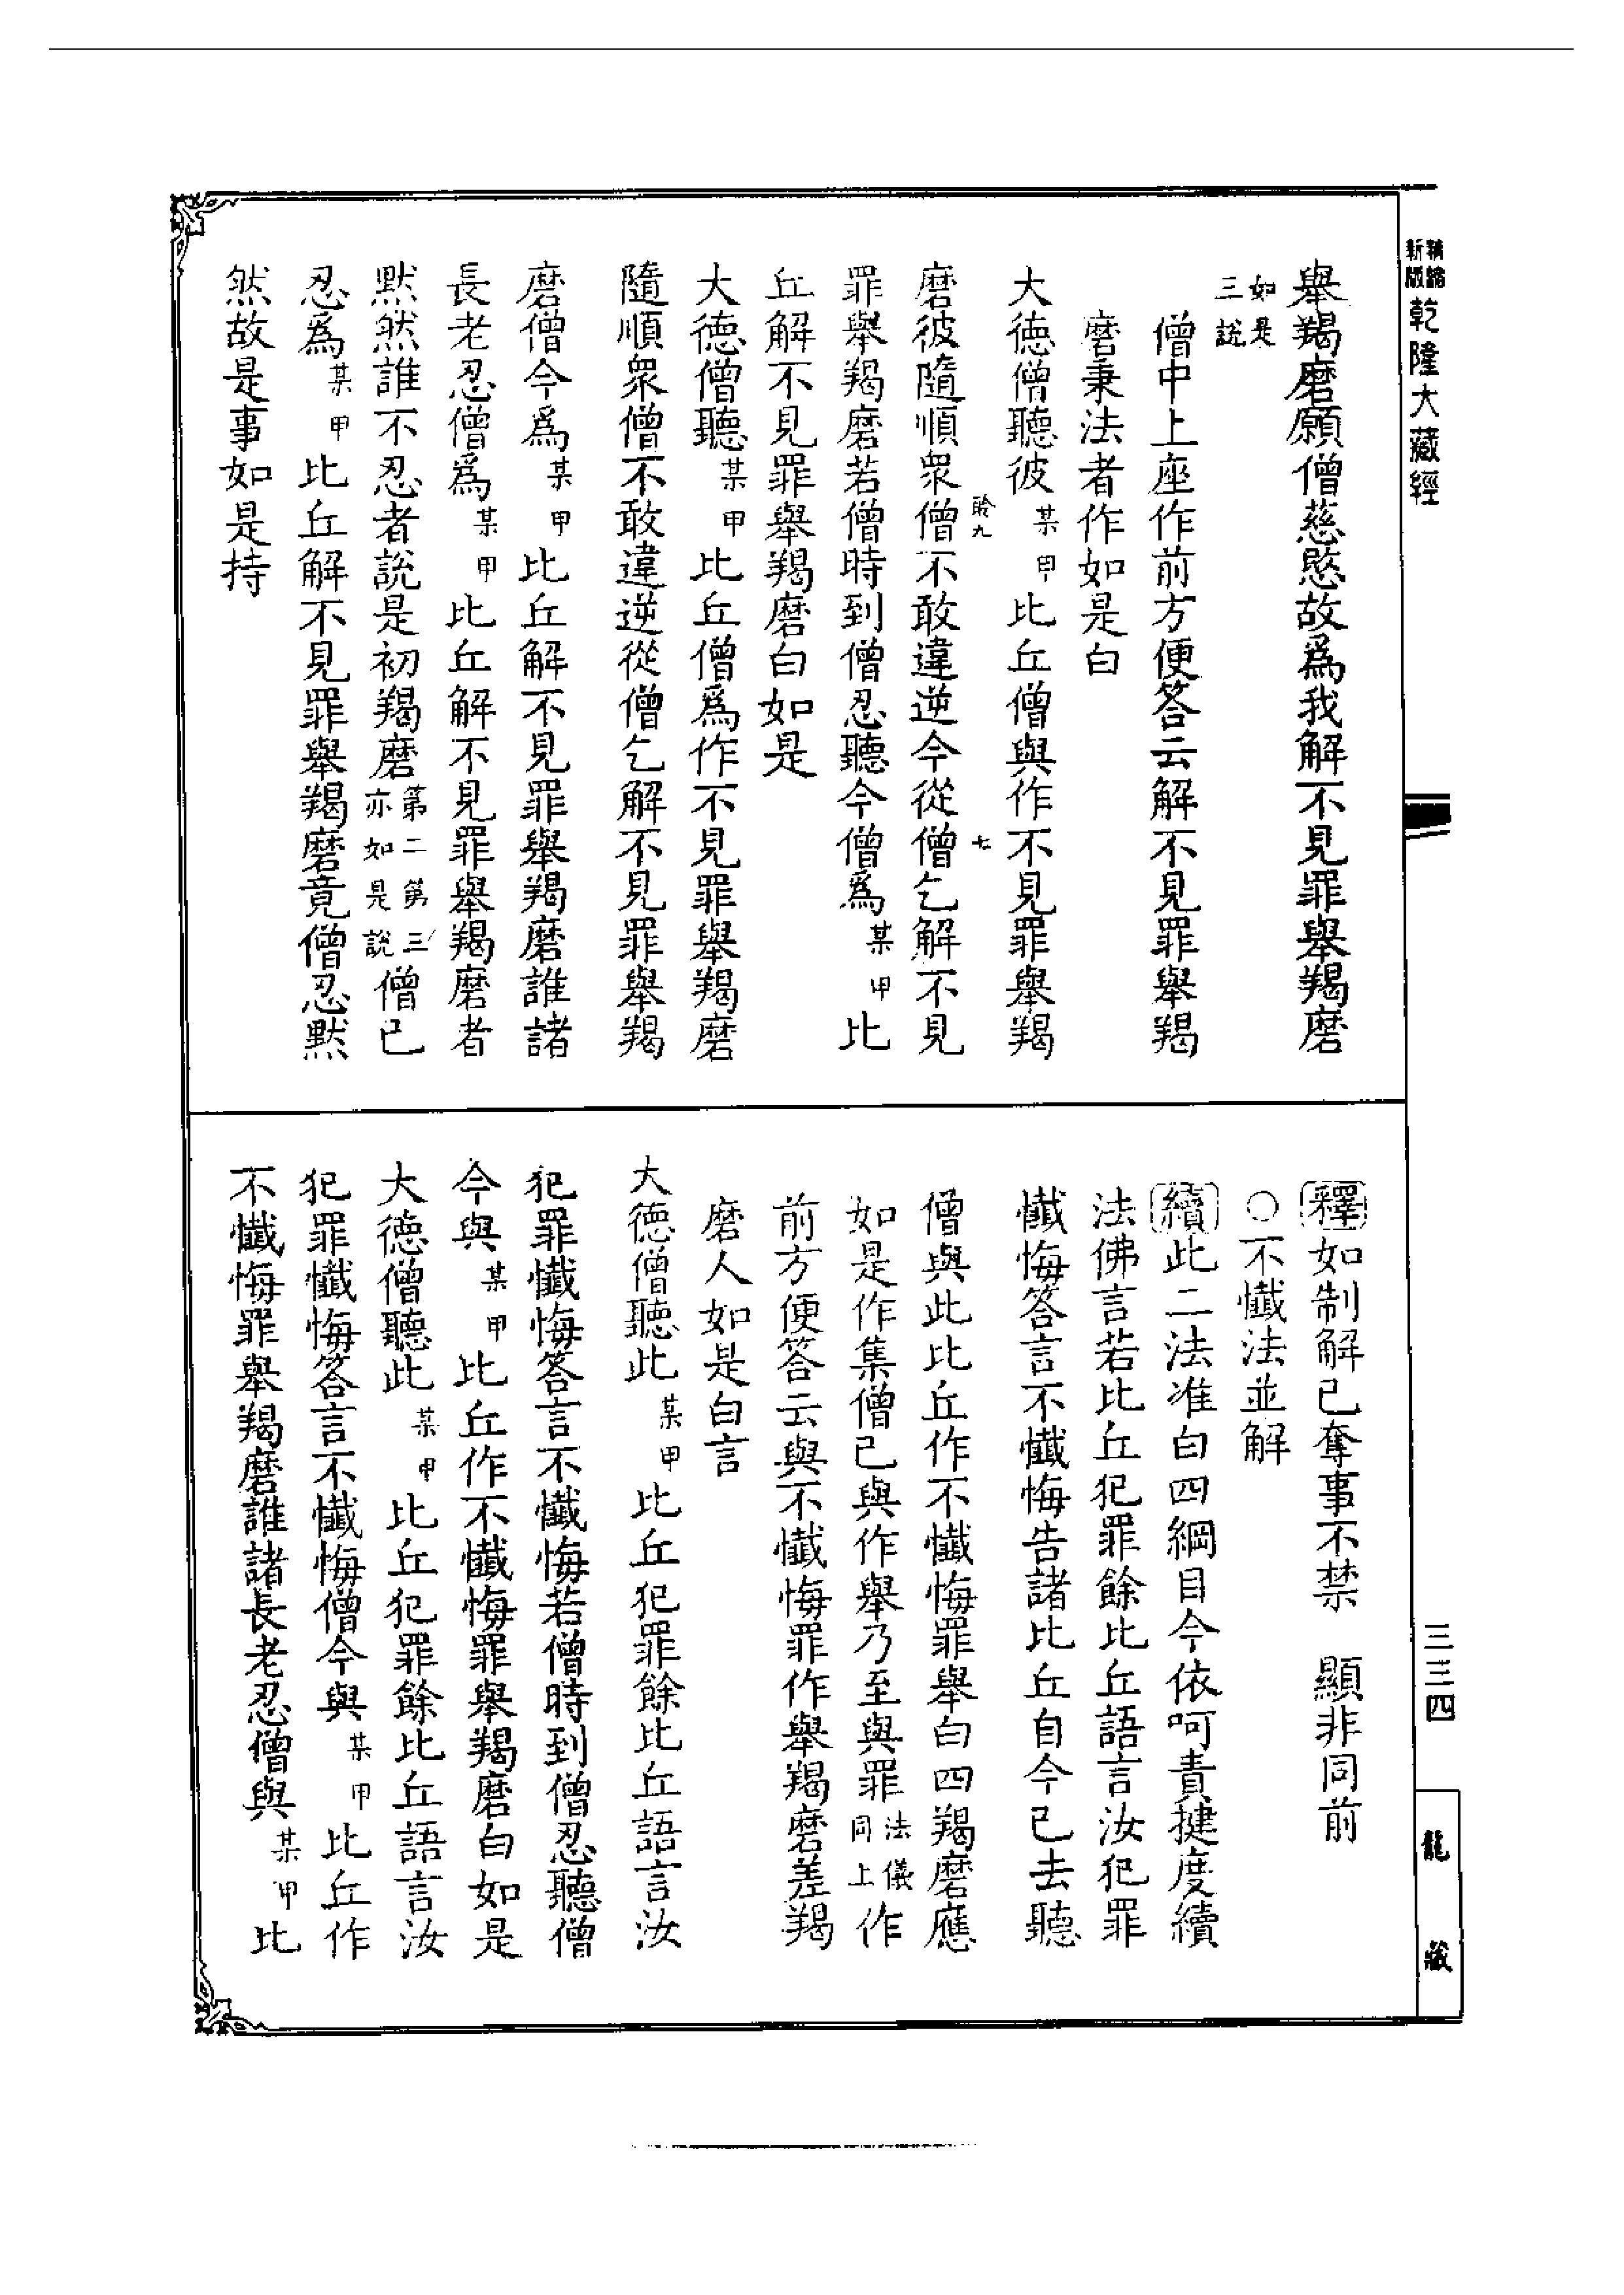 精縮新版乾隆大藏經
舉羯磨願僧慈愍故爲我解不見罪舉羯磨
如是三說
僧中上座作前方便答云解不見罪舉羯
磨秉法者作如是白
大德僧聽彼某甲比丘僧與作不見罪舉羯
磨彼隨順眾僧不敢違逆今從僧乞解不見
罪舉羯磨若僧時到僧忍聽今僧爲某甲比
丘解不見罪舉羯磨白如是
大德僧聽某甲比丘僧爲作不見罪舉羯磨
隨順眾僧不敢違逆從僧乞解不見罪舉羯
磨僧今爲某甲比丘解不見罪舉羯磨誰諸
長老忍僧爲某甲比丘解不見罪舉羯磨者
默然誰不忍者說是初羯磨第二第三亦如是說僧已
忍爲某甲比丘解不見罪舉羯磨竟僧忍默
然故是事如是持
釋如制解已奪事不禁　顯非同前
○不懺法並解
續此二法准白四綱目今依呵責揵度續
法佛言若比丘犯罪餘比丘語言汝犯罪
懺悔答言不懺悔告諸比丘自今已去聽
僧與此比丘作不懺悔罪舉白四羯磨應
如是作集僧已與作舉乃至與罪法儀同上作
前方便答云與不懺悔罪作舉羯磨差羯
磨人如是白言
大德僧聽此某甲比丘犯罪餘比丘語言汝
犯罪懺悔答言不懺悔若僧時到僧忍聽僧
今與某甲比丘作不懺悔罪舉羯磨白如是
大德僧聽此某甲比丘犯罪餘比丘語言汝
犯罪懺悔答言不懺悔僧今與某甲比丘作
不懺悔罪舉羯磨誰諸長老忍僧與某甲比
三三四
龍藏